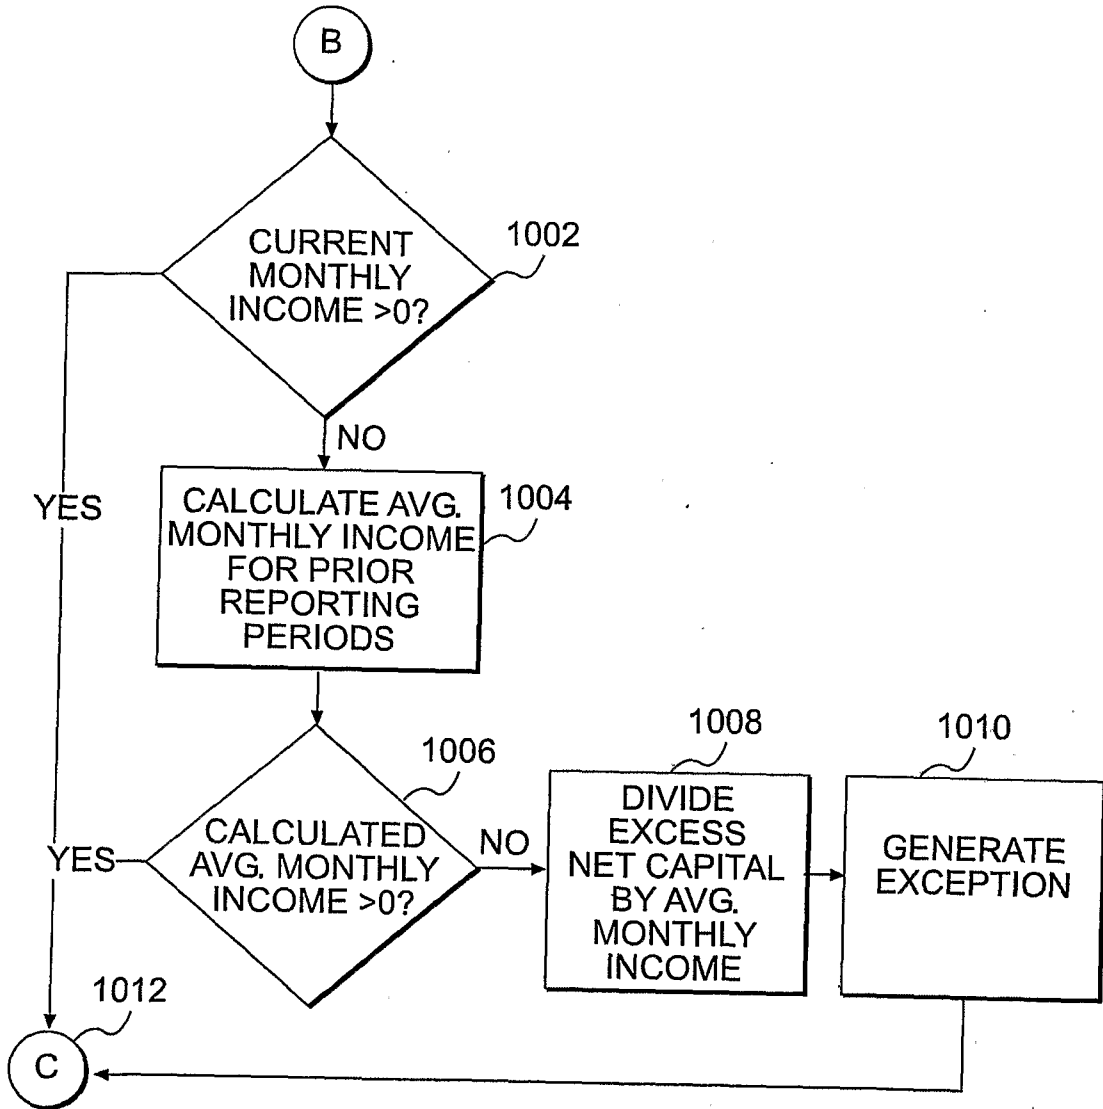 B
CURRENT
MONTHLY
INCOME >0?
1002
NO
YES
CALCULATE AVG.
MONTHLY INCOME
FOR PRIOR
REPORTING
PERIODS
1004
CALCULATED
AVG. MONTHLY
INCOME >0?
1006
YES
NO
DIVIDE
EXCESS
NET CAPITAL
BY AVG.
MONTHLY
INCOME
1008
GENERATE
EXCEPTION
1010
C
1012